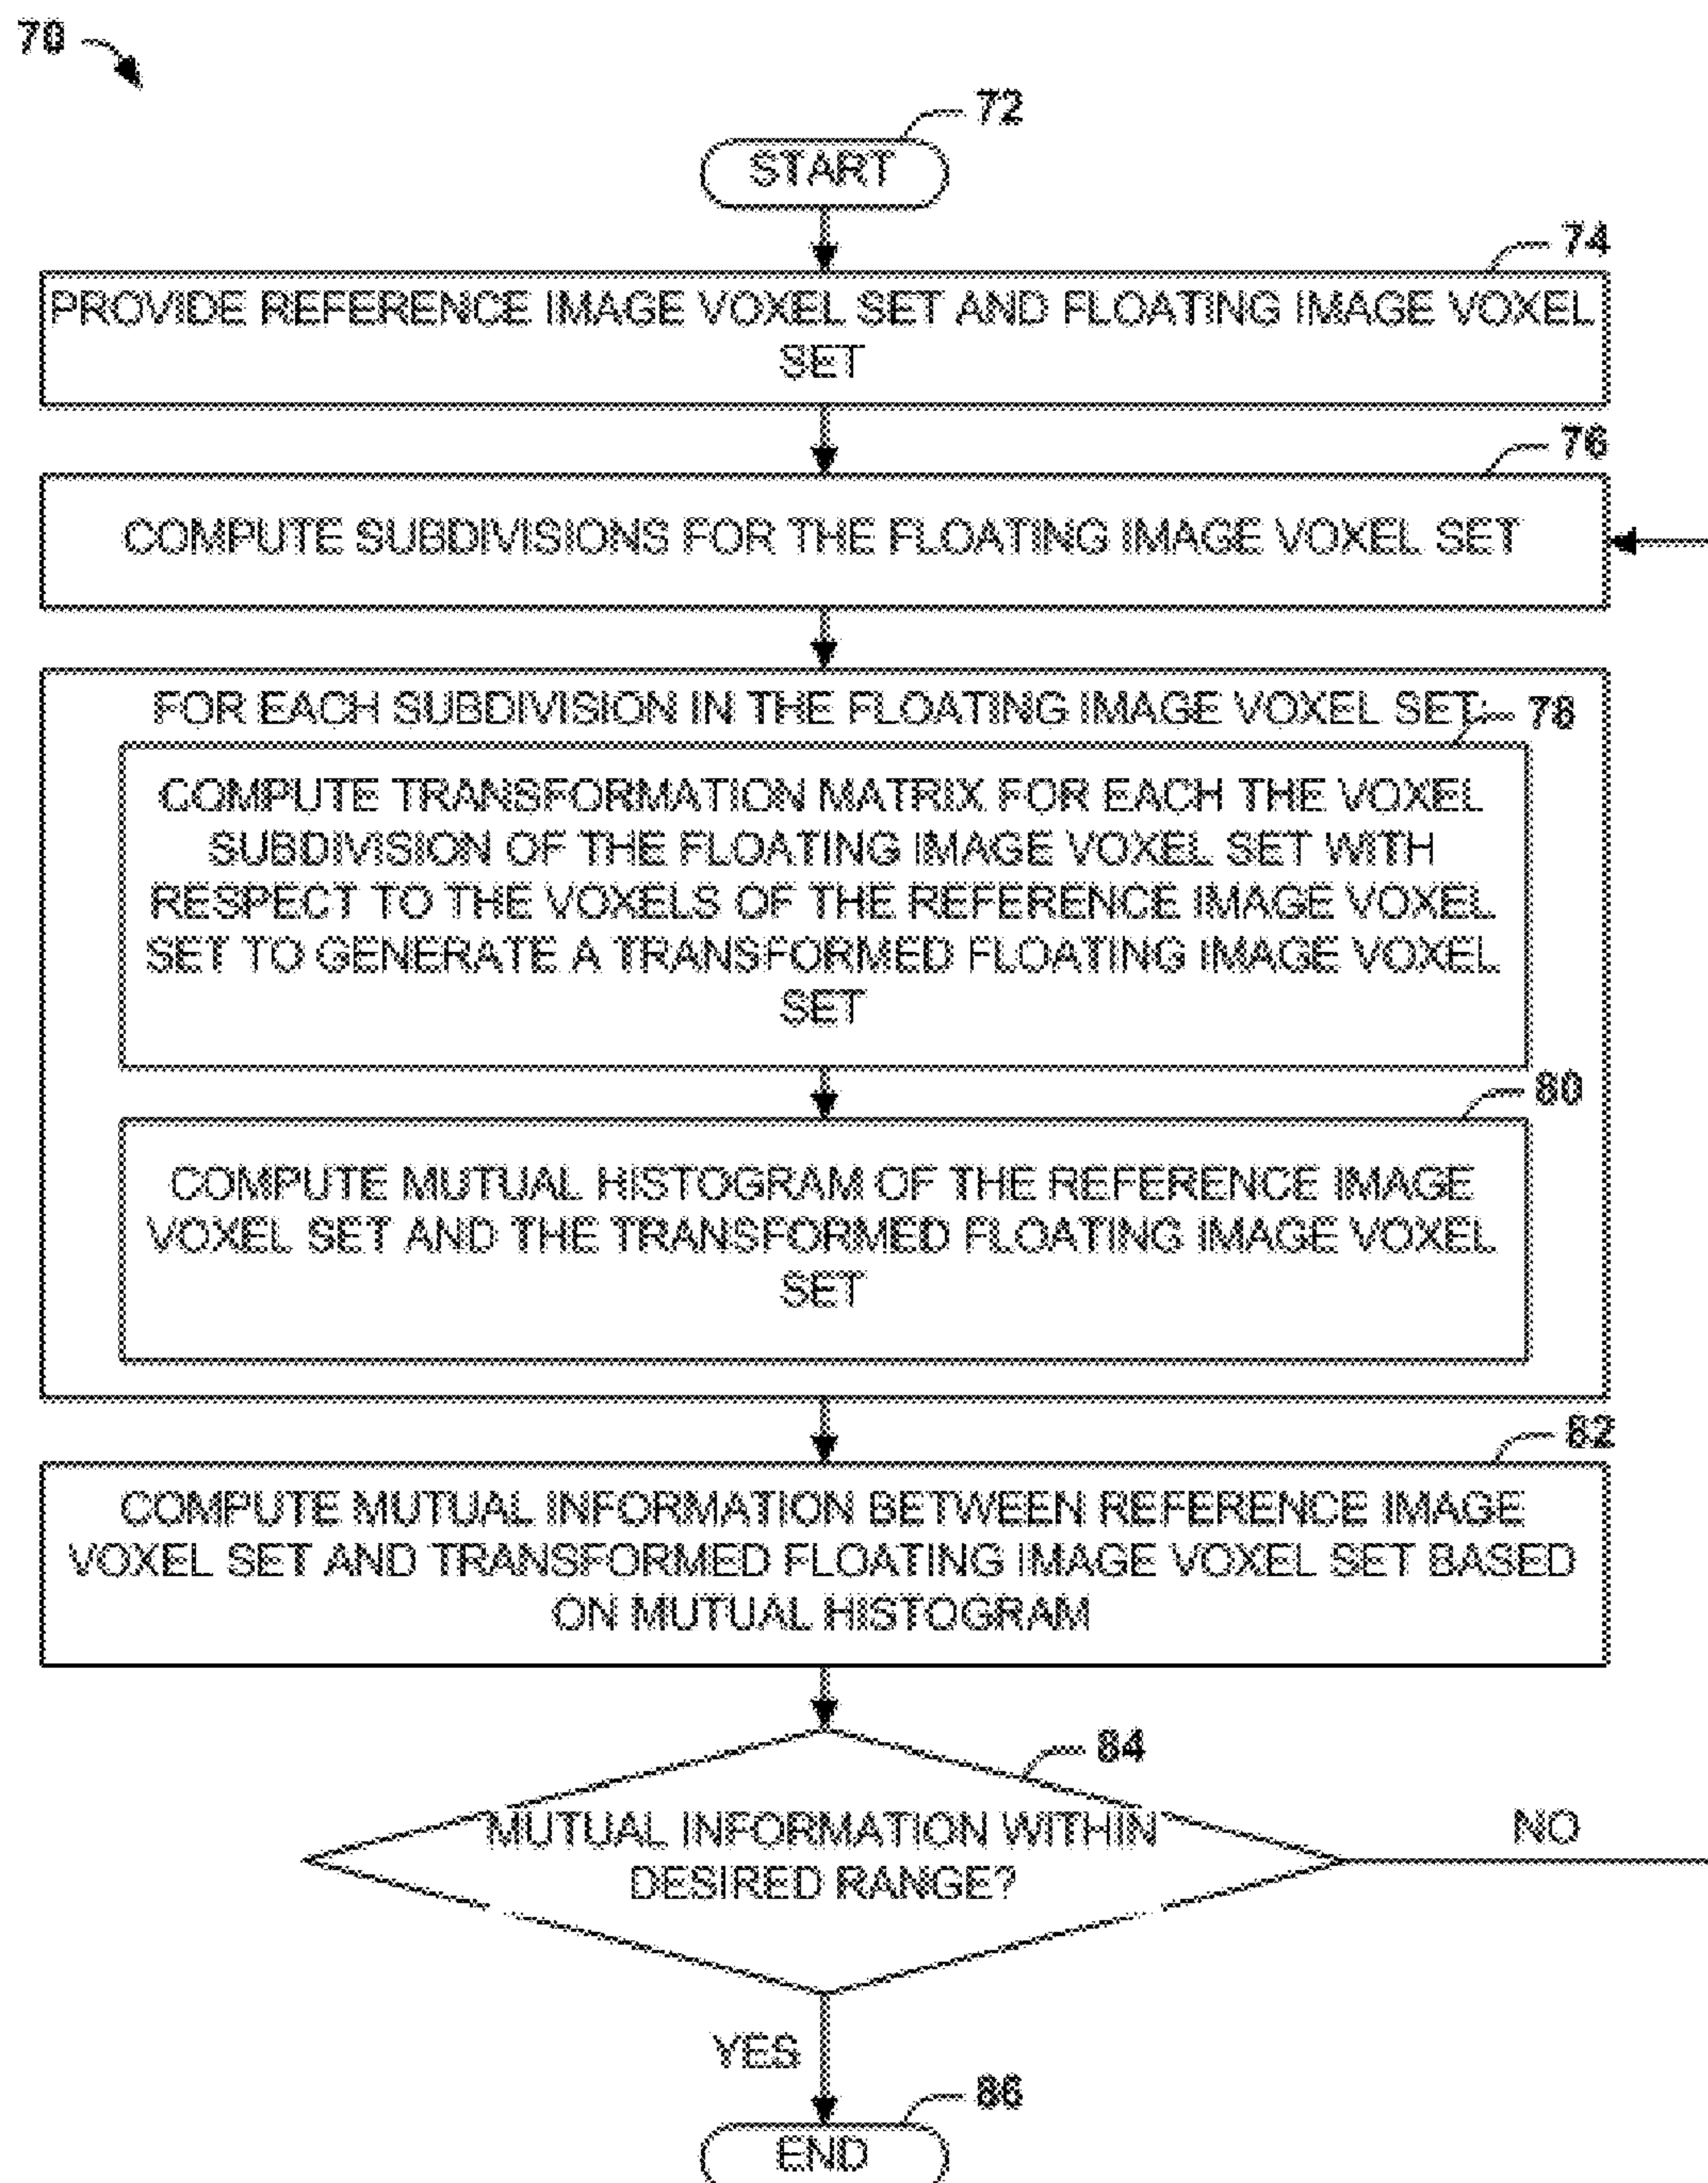 70
72
START
74
PROVIDE REFERENCE IMAGE VOXEL SET AND FLOATING IMAGE VOXEL
SET
76
COMPUTE SUBDIVISIONS FOR THE FLOATING IMAGE VOXEL SET
FOR EACH SUBDIVISION IN THE FLOATING IMAGE VOXEL SET:
78
COMPUTE TRANSFORMATION MATRIX FOR EACH THE VOXEL
SUBDIVISION OF THE FLOATING IMAGE VOXEL SET WITH
RESPECT TO THE VOXELS OF THE REFERENCE IMAGE VOXEL
SET TO GENERATE A TRANSFORMED FLOATING IMAGE VOXEL
SET
80
COMPUTE MUTUAL HISTOGRAM OF THE REFERENCE IMAGE
VOXEL SET AND THE TRANSFORMED FLOATING IMAGE VOXEL
SET
82
COMPUTE MUTUAL INFORMATION BETWEEN REFERENCE IMAGE
VOXEL SET AND TRANSFORMED FLOATING IMAGE VOXEL SET BASED
ON MUTUAL HISTOGRAM
84
MUTUAL INFORMATION WITHIN
DESIRED RANGE?
NO
YES
86
END